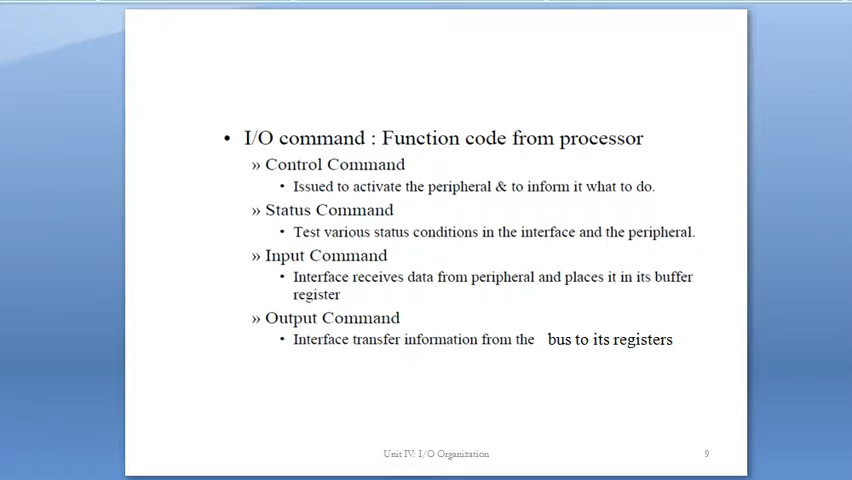 • I/O command : Function code from processor
» Control Command
• Issued to activate the peripheral & to inform it what to do.
» Status Command
• Test various status conditions in the interface and the peripheral.
» Input Command
• Interface receives data from peripheral and places it in its buffer
register
» Output Command
• Interface transfer information from the bus to its registers
Unit IV: I/O Organization 9